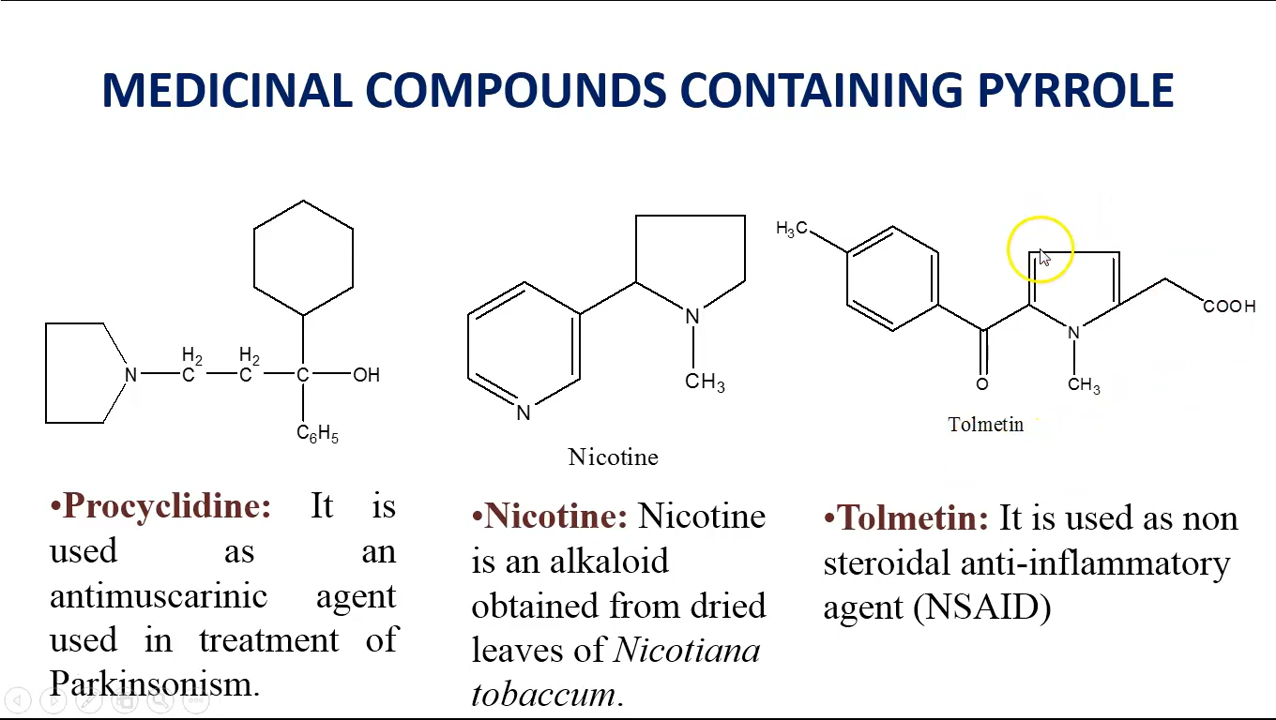 MEDICINAL COMPOUNDS CONTAINING PYRROLE
N
H2
C
H2
C
C
OH
C6H5
N
N
CH3
Nicotine
H3C
O
N
CH3
COOH
Tolmetin
•Procyclidine: It is
used as an
antimuscarinic agent
used in treatment of
Parkinsonism.
•Nicotine: Nicotine
is an alkaloid
obtained from dried
leaves of Nicotiana
tobaccum.
•Tolmetin: It is used as non
steroidal anti-inflammatory
agent (NSAID)